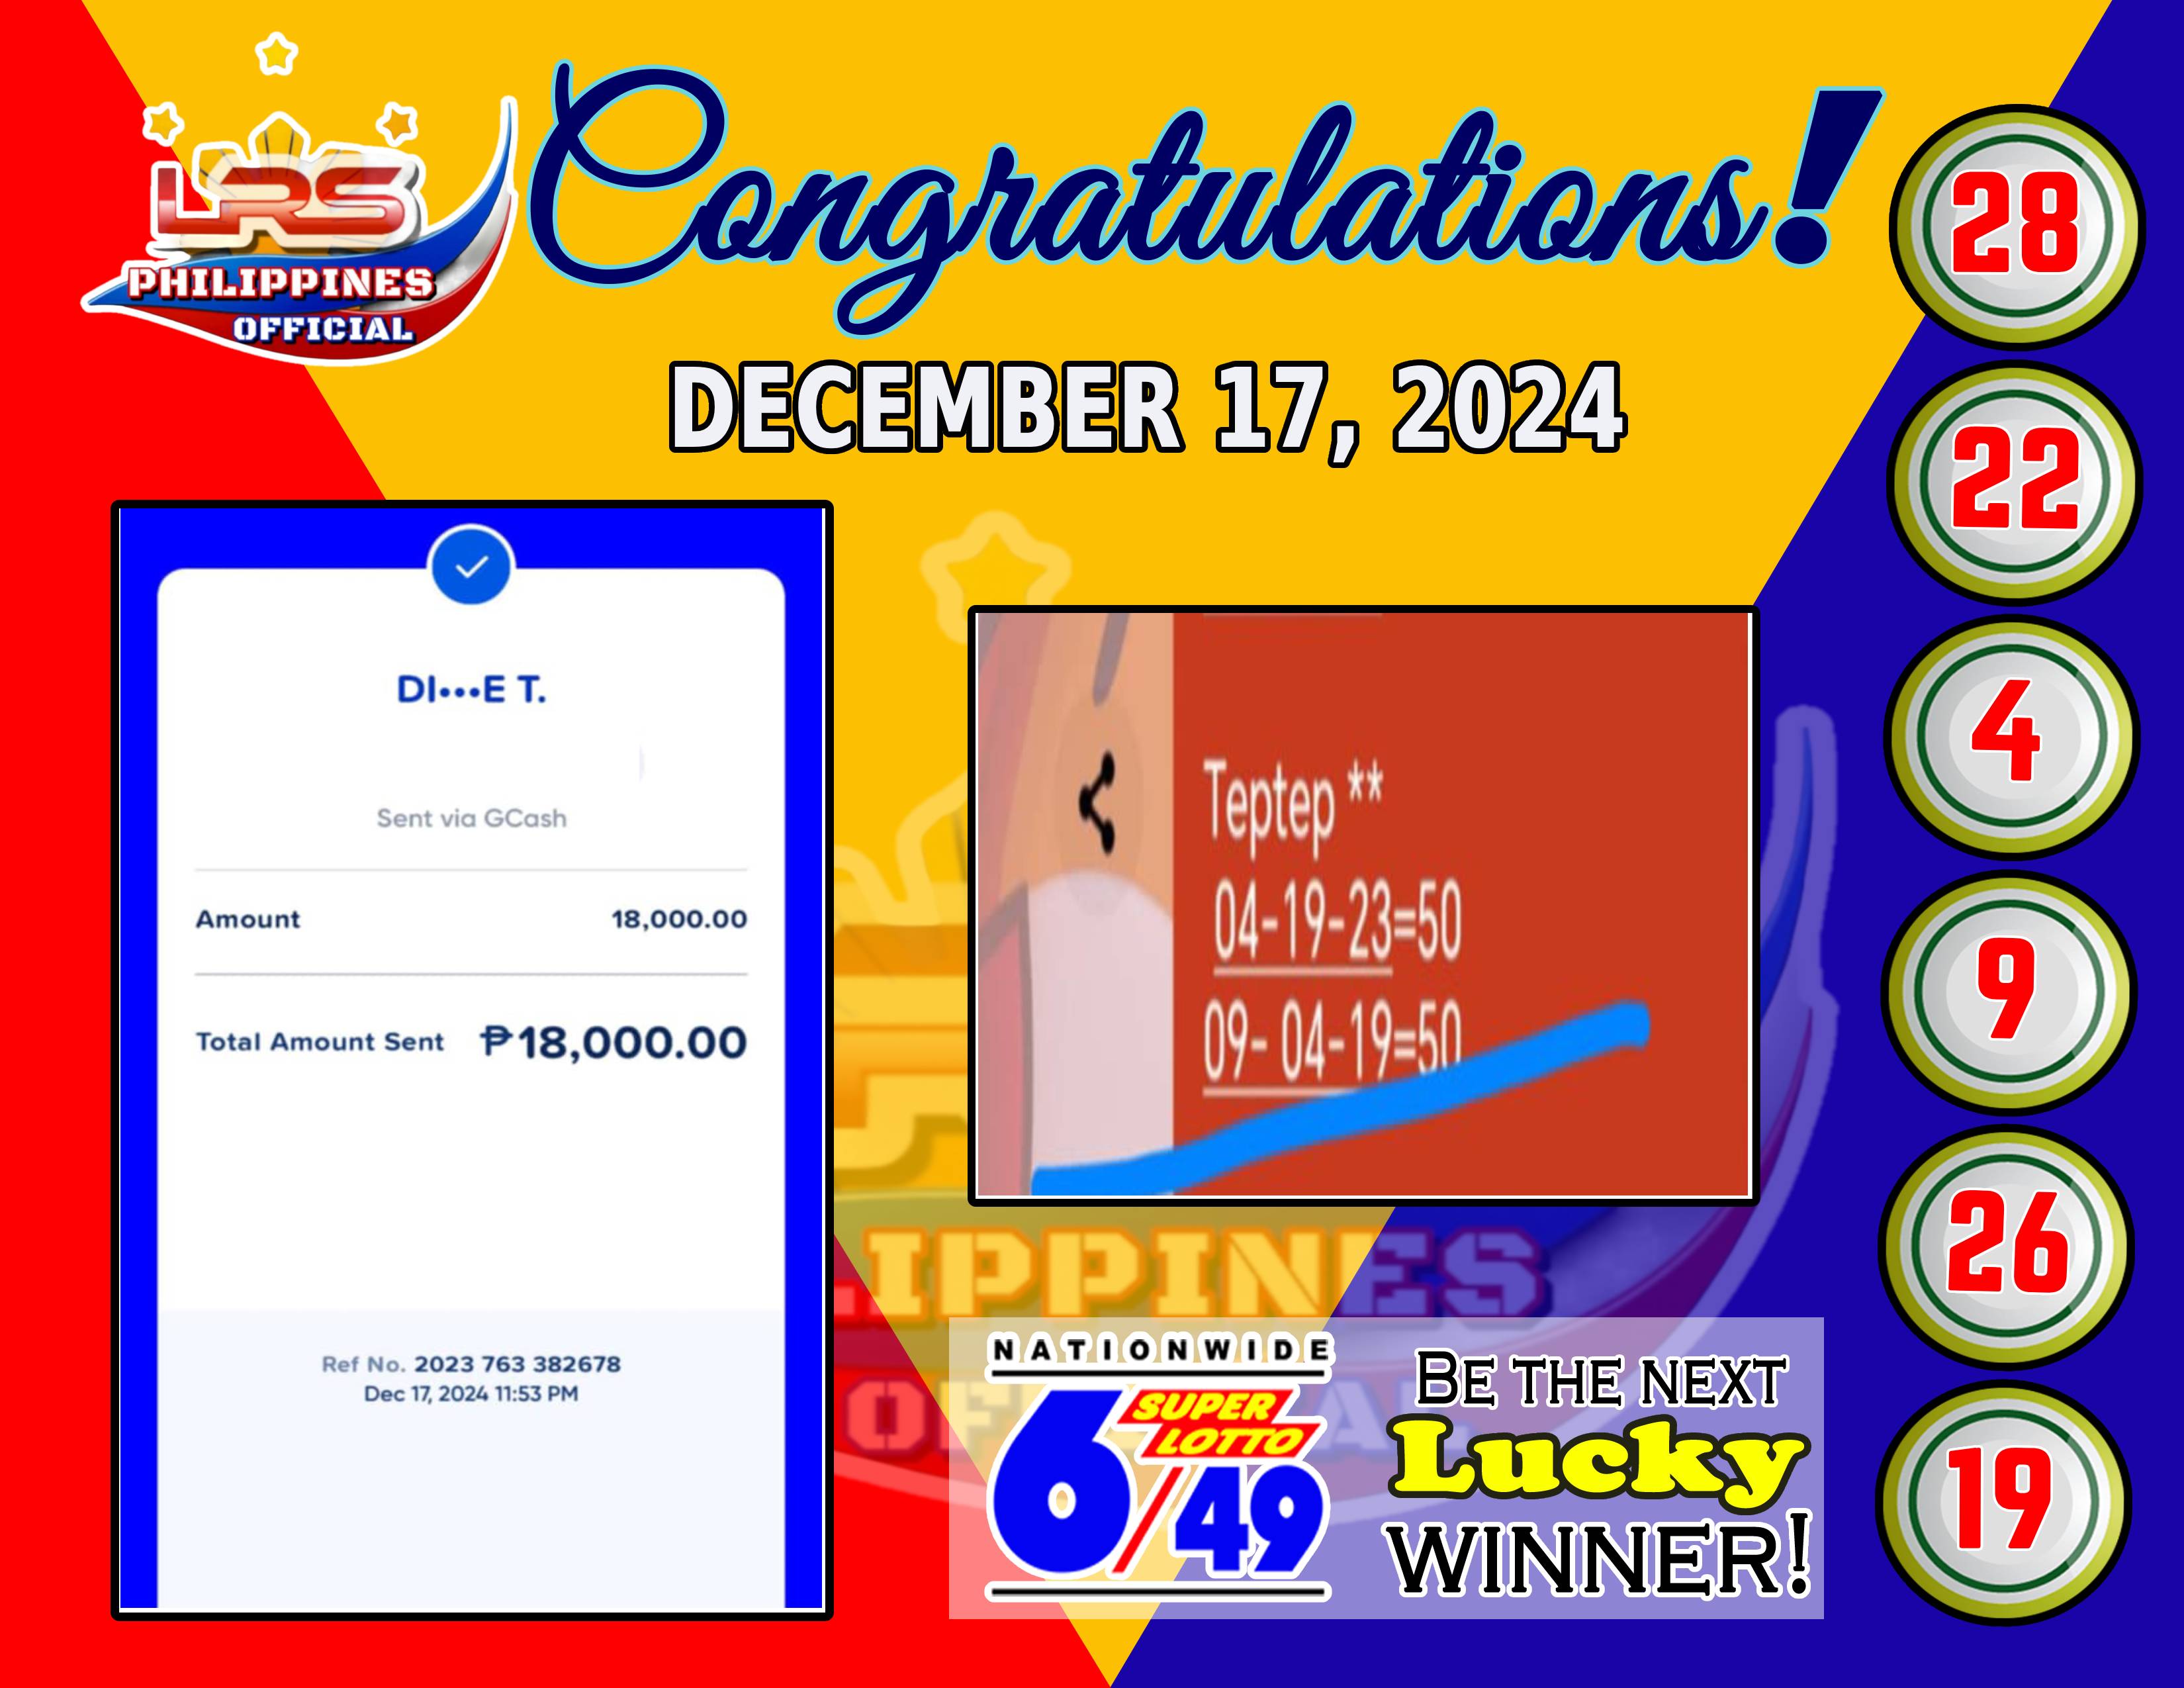 LRS
PHILIPPINES
OFFICIAL
Congratulations!
DECEMBER 17, 2024
DI•••E T.
Sent via GCash
Amount 18,000.00
Total Amount Sent ₱18,000.00
Ref No. 2023 763 382678
Dec 17, 2024 11:53 PM
Teptep **
04-19-23=50
09- 04-19=50
LIPPINES
NATIONWIDE
SUPER
LOTTO
6/49
BE THE NEXT
Lucky
WINNER!
28
22
4
9
26
19